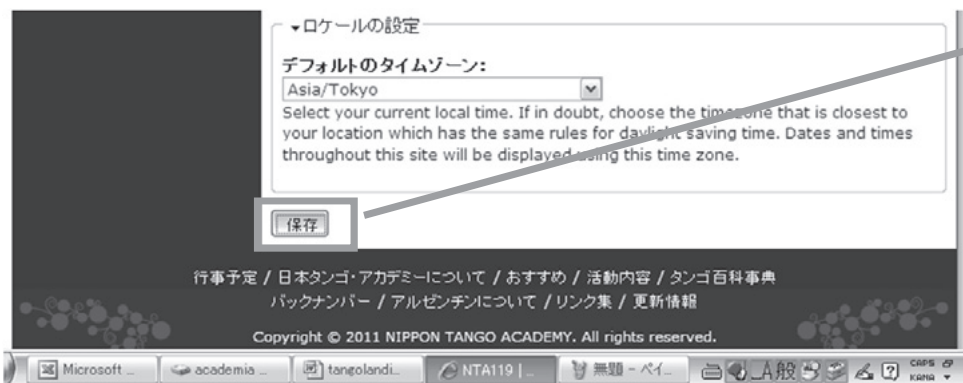 ▾ロケールの設定
デフォルトのタイムゾーン:
Asia/Tokyo
Select your current local time. If in doubt, choose the timezone that is closest to
your location which has the same rules for daylight saving time. Dates and times
throughout this site will be displayed using this time zone.
保存
行事予定 / 日本タンゴ・アカデミーについて / おすすめ / 活動内容 / タンゴ百科事典
バックナンバー / アルゼンチンについて / リンク集 / 更新情報
Copyright © 2011 NIPPON TANGO ACADEMY. All rights reserved.
Microsoft ... academia ... tangolandi... NTA119 | ... 無題 - ペイ... A般 CAPS
KANA